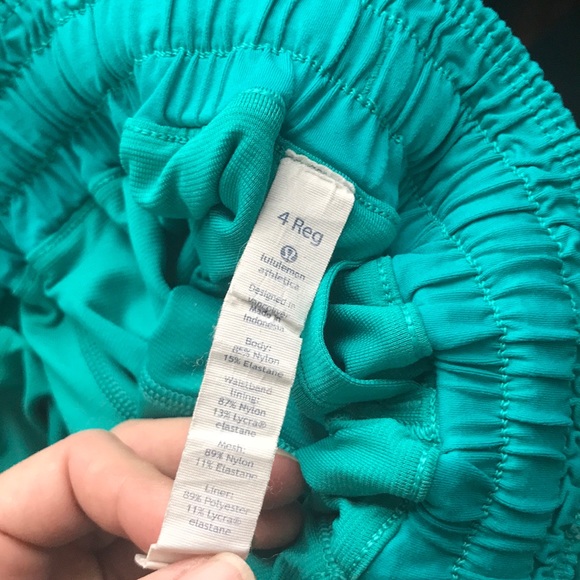 4 Reg
lululemon
athletica
Designed in
Vancouver
Made in
Indonesia
Body:
85% Nylon
15% Elastane
Waistband
lining:
87% Nylon
13% Lycra®
elastane
Mesh:
89% Nylon
11% Elastane
Liner:
89% Polyester
11% Lycra®
elastane